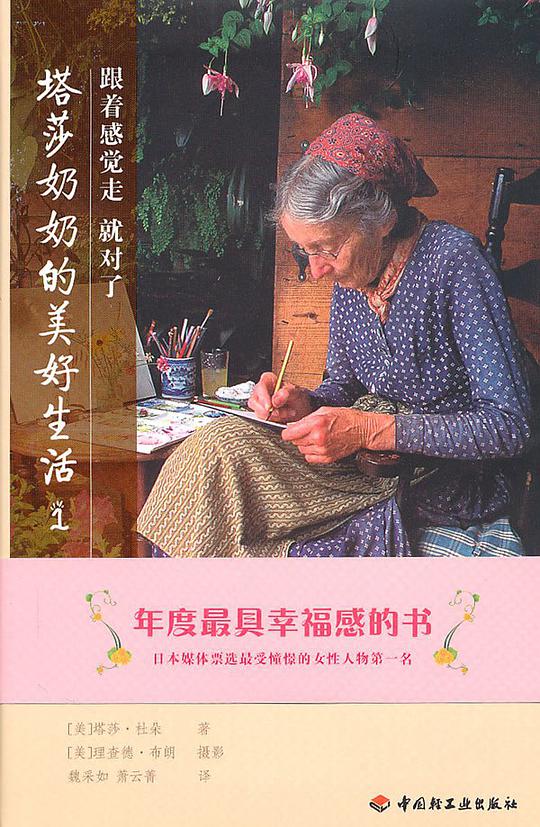 跟着感觉走 就对了
塔莎奶奶的美好生活 1
年度最具幸福感的书
日本媒体票选最受憧憬的女性人物第一名
[美]塔莎·杜朵 著
[美]理查德·布朗 摄影
魏采如 萧云菁 译
中国轻工业出版社